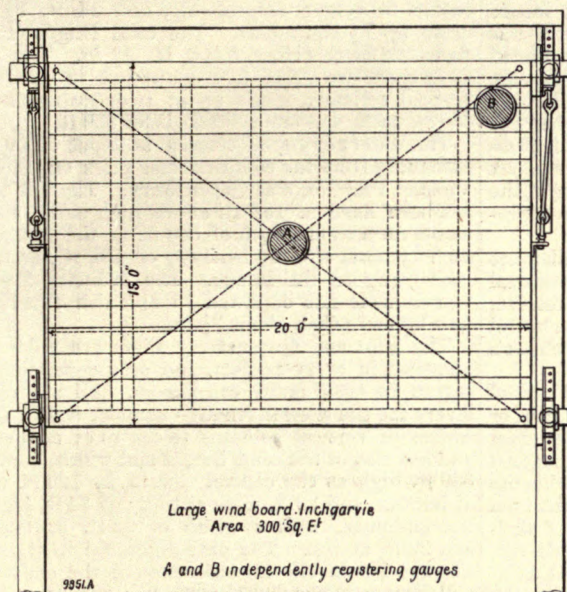 B
A
15.0"
20.0"
Large wind board. Inchgarvie
Area 300 Sq. Ft
A and B independently registering gauges
9951.A